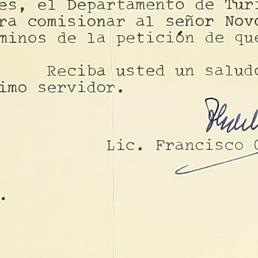 es, el Departamento de Turi
ra comisionar al señor Novo
minos de la petición de que
Reciba usted un saludo
imo servidor.
Lic. Francisco
.